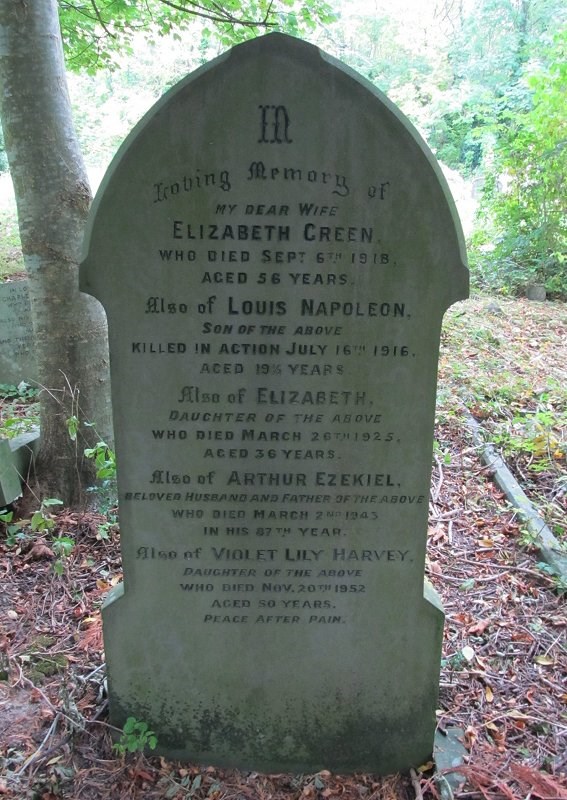 IN
Loving Memory of
MY DEAR WIFE
ELIZABETH GREEN,
WHO DIED SEPT 6TH 1918,
AGED 56 YEARS.
Also of LOUIS NAPOLEON,
SON OF THE ABOVE
KILLED IN ACTION JULY 16TH 1916,
AGED 19½ YEARS
Also of ELIZABETH,
DAUGHTER OF THE ABOVE
WHO DIED MARCH 20TH 1925,
AGED 36 YEARS.
Also of ARTHUR EZEKIEL,
BELOVED HUSBAND AND FATHER OF THE ABOVE
WHO DIED MARCH 2ND 1943
IN HIS 87TH YEAR.
Also of VIOLET LILY HARVEY,
DAUGHTER OF THE ABOVE
WHO DIED NOV. 20TH 1952
AGED 50 YEARS.
PEACE AFTER PAIN.